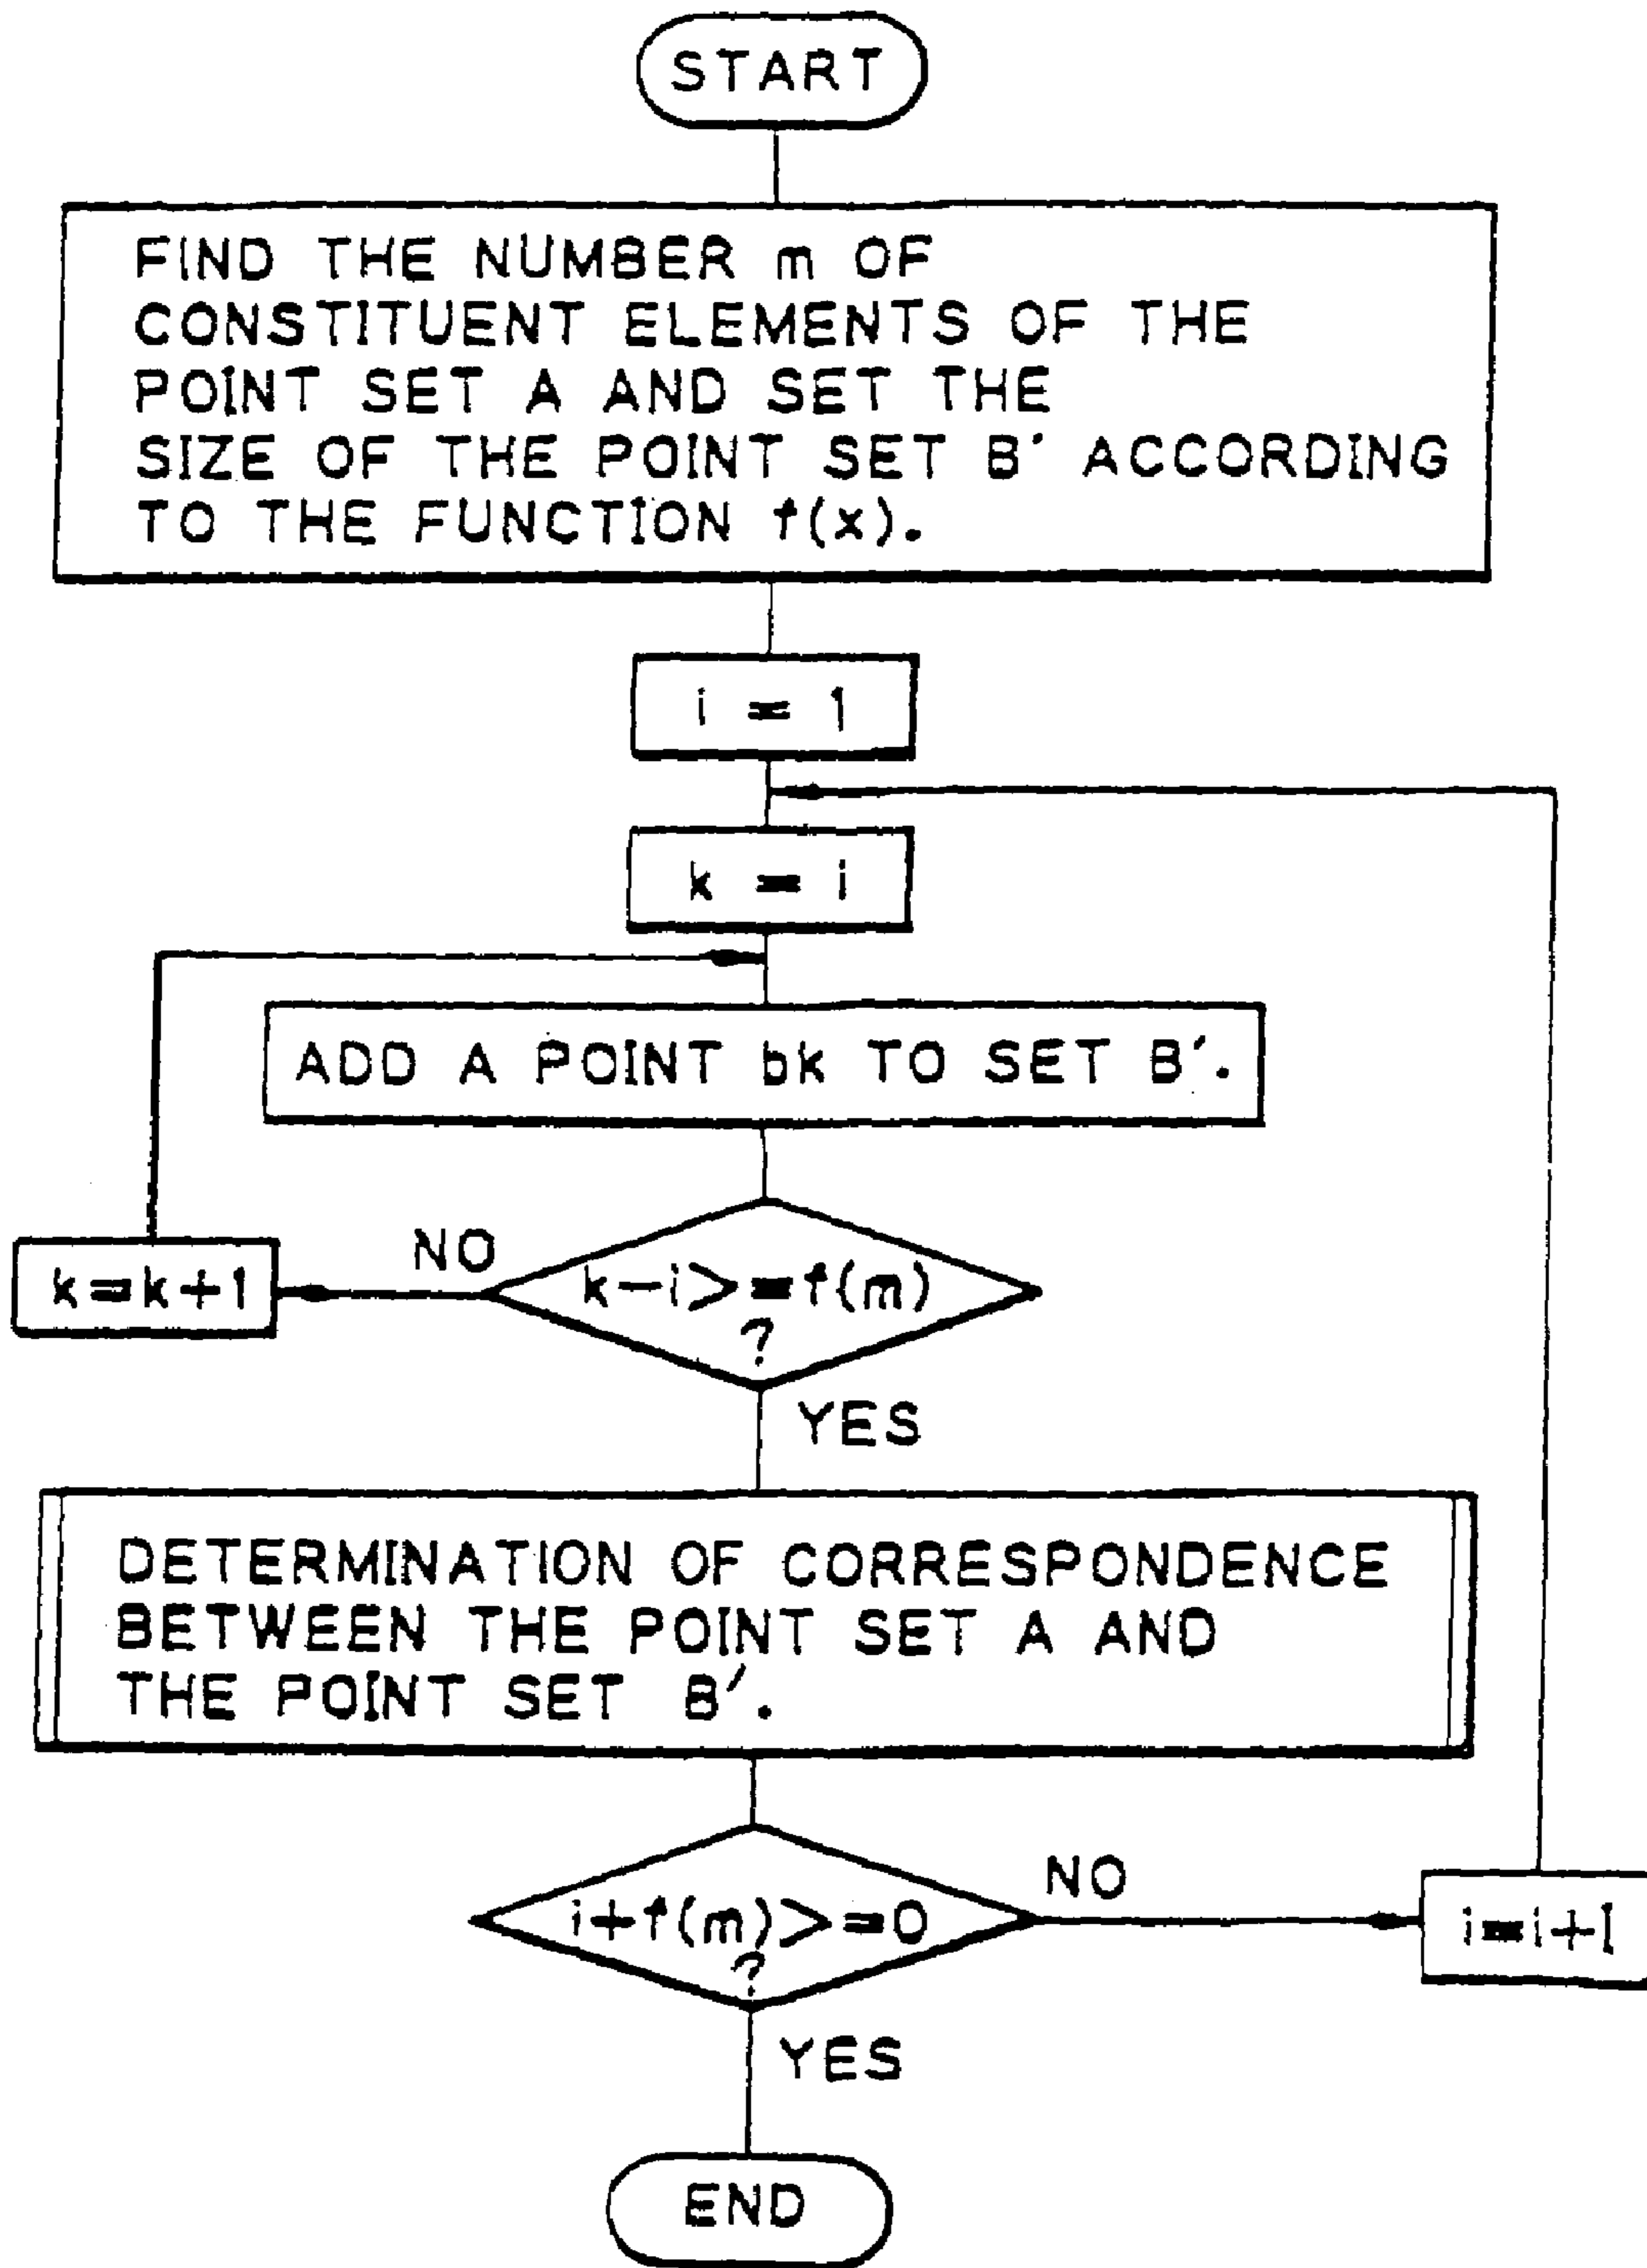 START
FIND THE NUMBER m OF
CONSTITUENT ELEMENTS OF THE
POINT SET A AND SET THE
SIZE OF THE POINT SET B' ACCORDING
TO THE FUNCTION f(x).
i = 1
k = i
ADD A POINT bk TO SET B'.
NO
k=k+1
k-i>=f(m)
?
YES
DETERMINATION OF CORRESPONDENCE
BETWEEN THE POINT SET A AND
THE POINT SET B'.
NO
i+f(m)>=0
?
i=i+1
YES
END